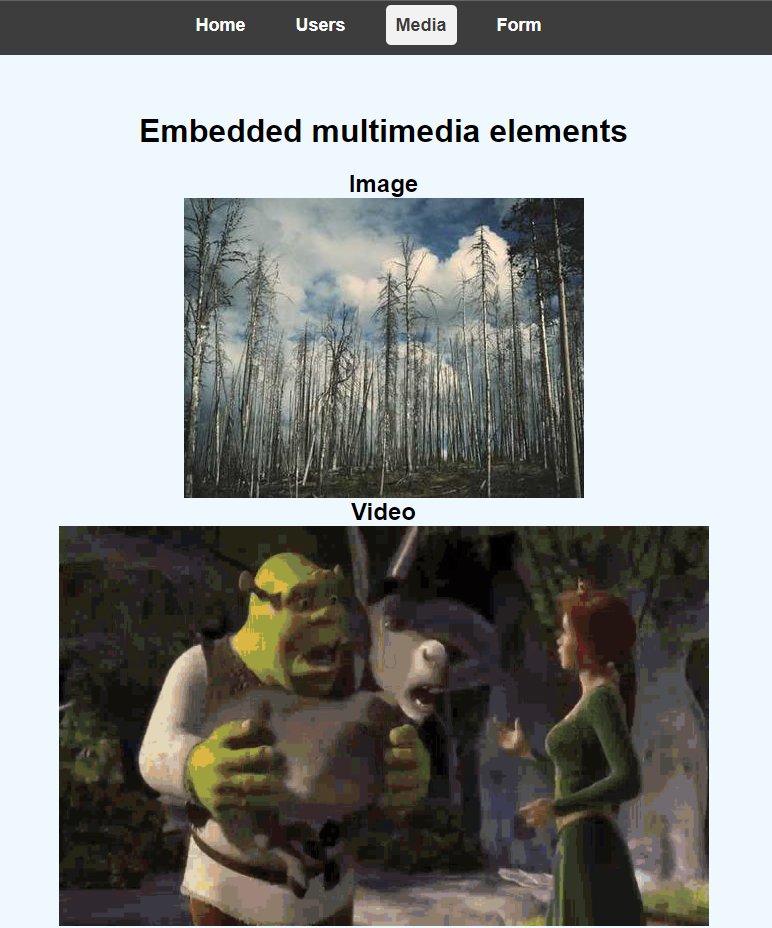 Home Users Media Form
Embedded multimedia elements
Image
Video